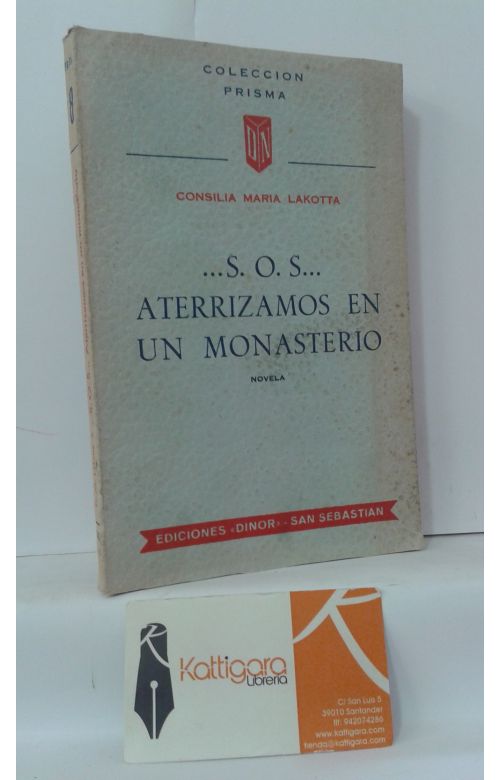 COLECCION
PRISMA
DN
CONSILIA MARIA LAKOTTA
...S. O. S...
ATERRIZAMOS EN
UN MONASTERIO
NOVELA
EDICIONES «DINOR» - SAN SEBASTIAN
8
Kattigara
Librería
C/ San Luis 5
39010 Santander
tlf: 942074286
www.kattigara.com
tienda@kattigara.com